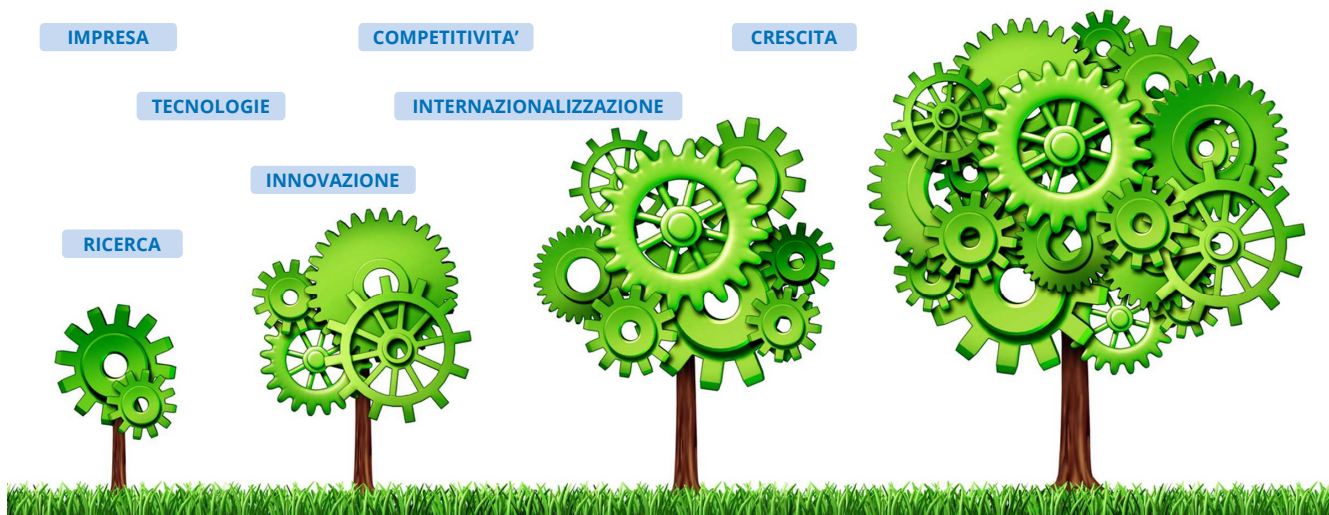 IMPRESA
COMPETITIVITA’
CRESCITA
TECNOLOGIE
INTERNAZIONALIZZAZIONE
INNOVAZIONE
RICERCA